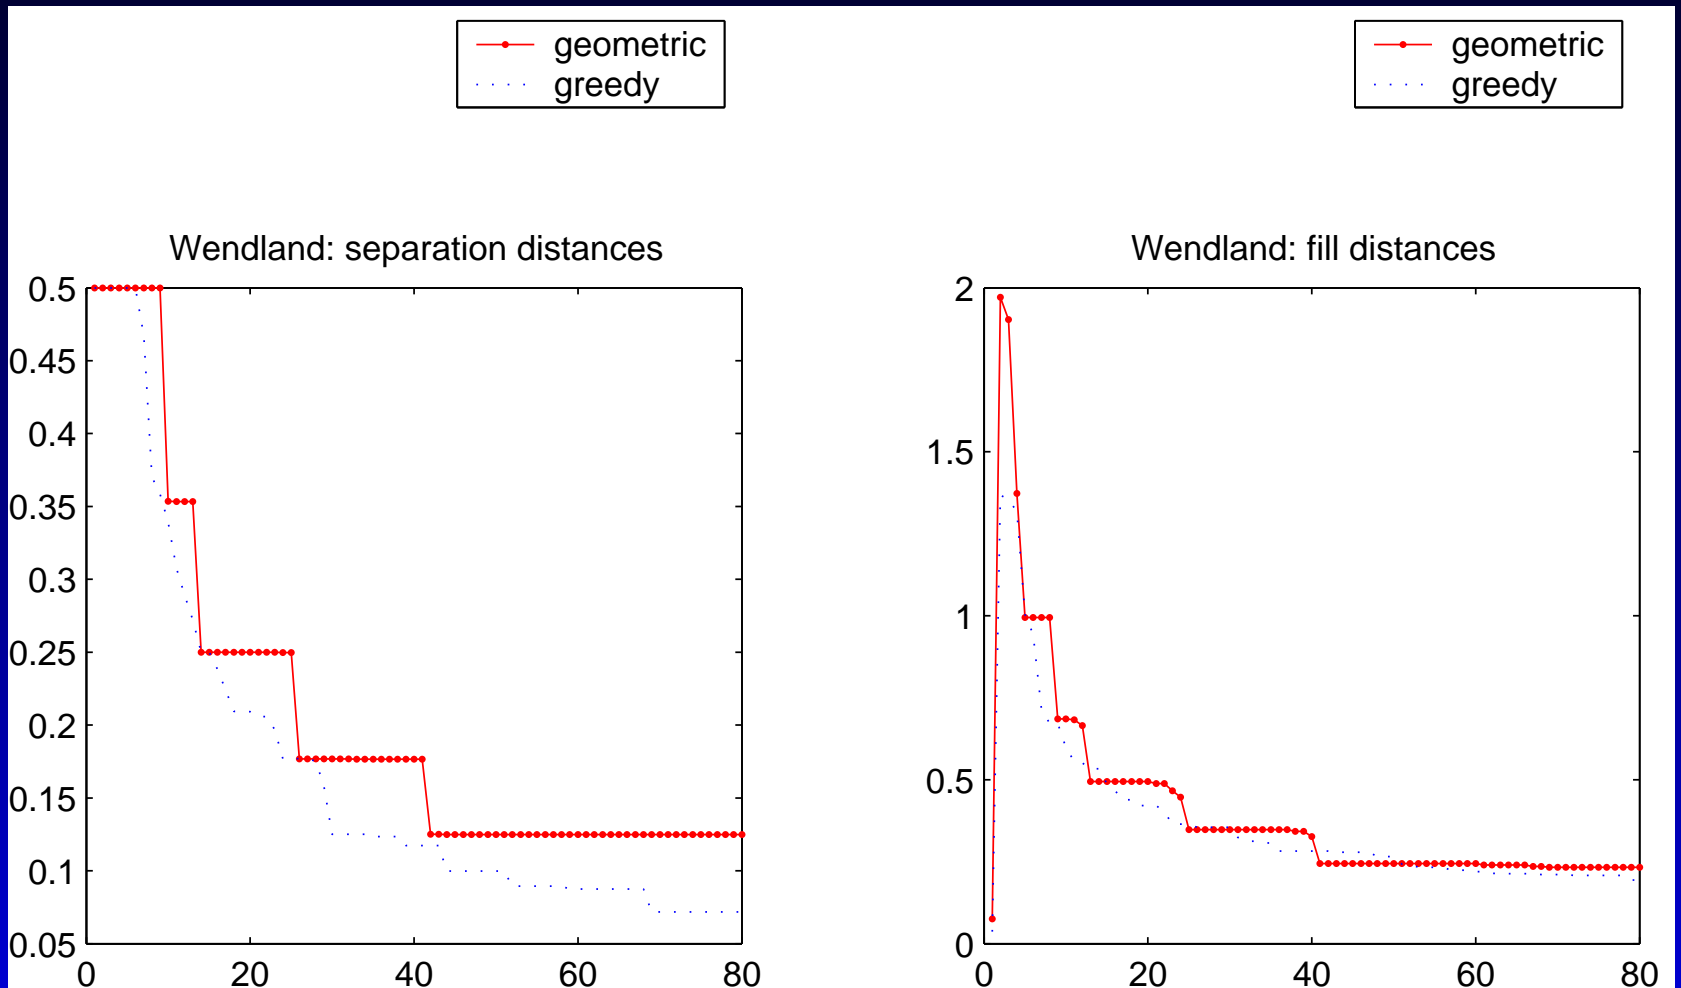 geometric
greedy
geometric
greedy
Wendland: separation distances
0.5
0.45
0.4
0.35
0.3
0.25
0.2
0.15
0.1
0.05
0 20 40 60 80
Wendland: fill distances
2
1.5
1
0.5
0
0 20 40 60 80